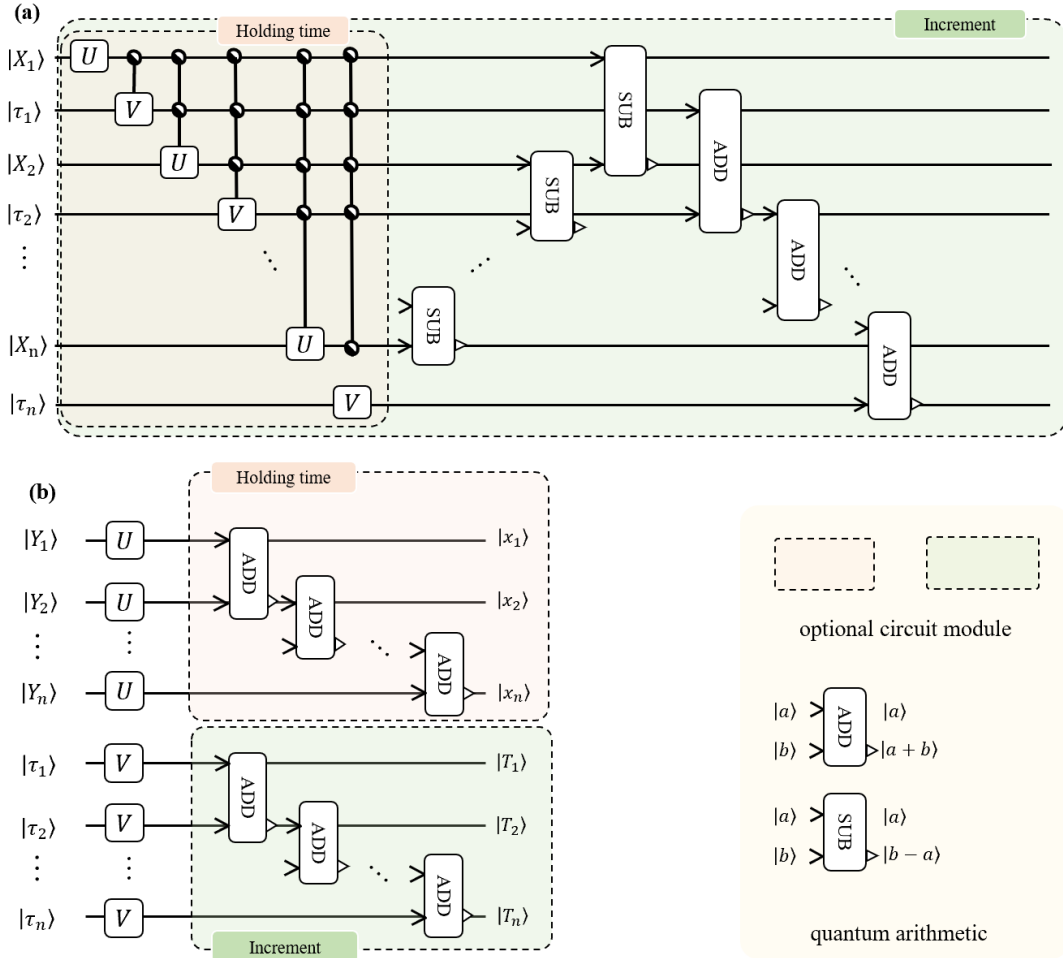 (a)
Holding time
Increment
|X₁⟩ U
|τ₁⟩ V
|X₂⟩ U
|τ₂⟩ V
⋮ ⋱
|Xₙ⟩ U
|τₙ⟩ V
SUB
SUB
SUB
ADD
ADD
ADD
(b)
Holding time
|Y₁⟩ U |x₁⟩
|Y₂⟩ U |x₂⟩
⋮ ⋮ ⋱
|Yₙ⟩ U |xₙ⟩
ADD
ADD
ADD
|τ₁⟩ V |T₁⟩
|τ₂⟩ V |T₂⟩
⋮ ⋮ ⋱
|τₙ⟩ V |Tₙ⟩
ADD
ADD
ADD
Increment
optional circuit module
|a⟩ ADD |a⟩
|b⟩ |a + b⟩
|a⟩ SUB |a⟩
|b⟩ |b − a⟩
quantum arithmetic